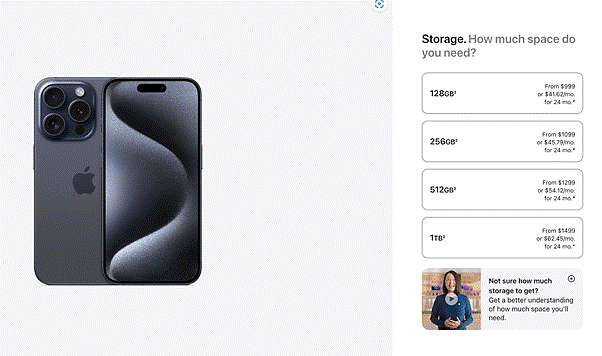 Storage. How much space do
you need?
128GB²
From $999
or $41.62/mo.
for 24 mo.*
256GB²
From $1099
or $45.79/mo.
for 24 mo.*
512GB²
From $1299
or $54.12/mo.
for 24 mo.*
1TB²
From $1499
or $62.45/mo.
for 24 mo.*
Not sure how much
storage to get?
Get a better understanding
of how much space you'll
need.